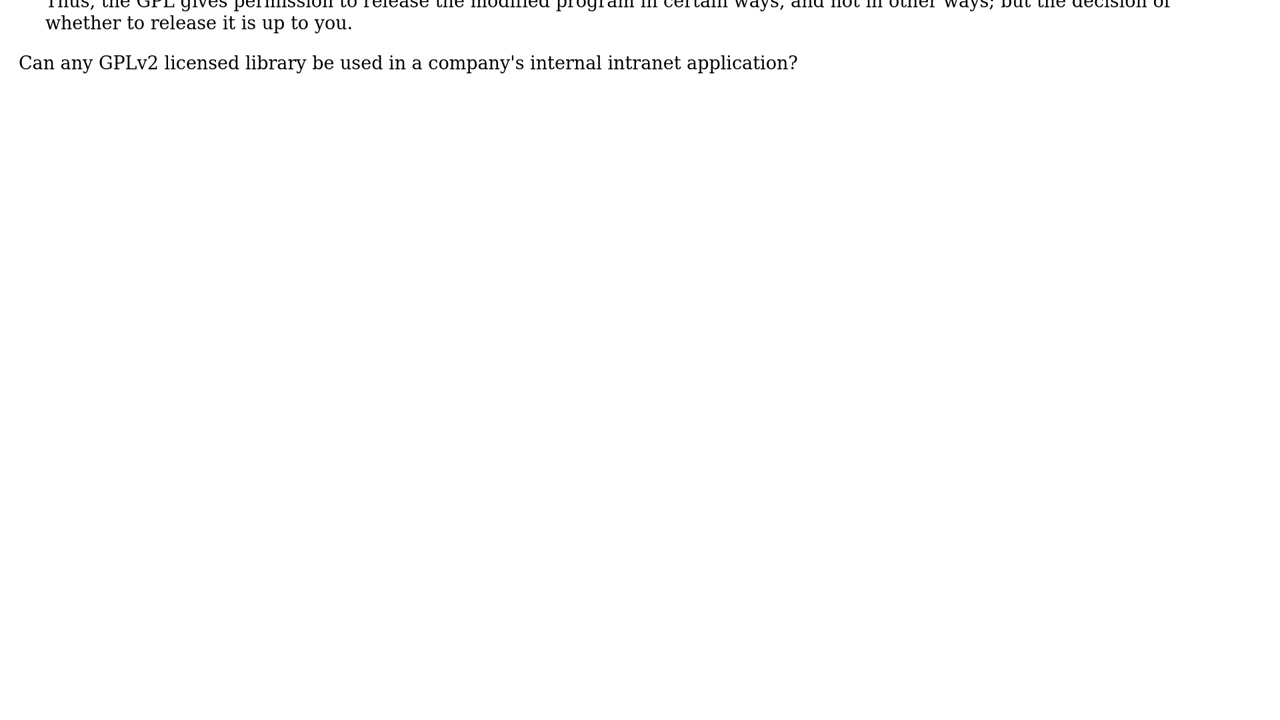 Thus, the GPL gives permission to release the modified program in certain ways, and not in other ways; but the decision of
whether to release it is up to you.
Can any GPLv2 licensed library be used in a company's internal intranet application?